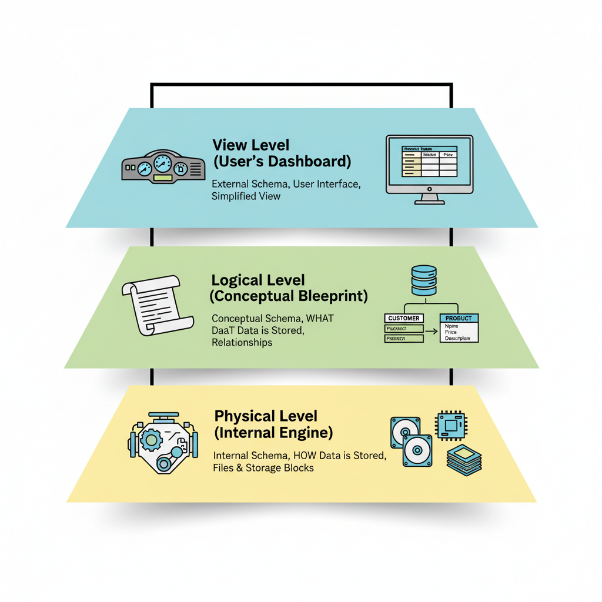 View Level
(User's Dashboard)
External Schema, User Interface,
Simplified View
Logical Level
(Conceptual Bleeprint)
Conceptual Schema, WHAT
DaaT Data is Stored,
Relationships
CUSTOMER
PRODUCT
Name
Price
Description
Physical Level
(Internal Engine)
Internal Schema, HOW Data is Stored,
Files & Storage Blocks